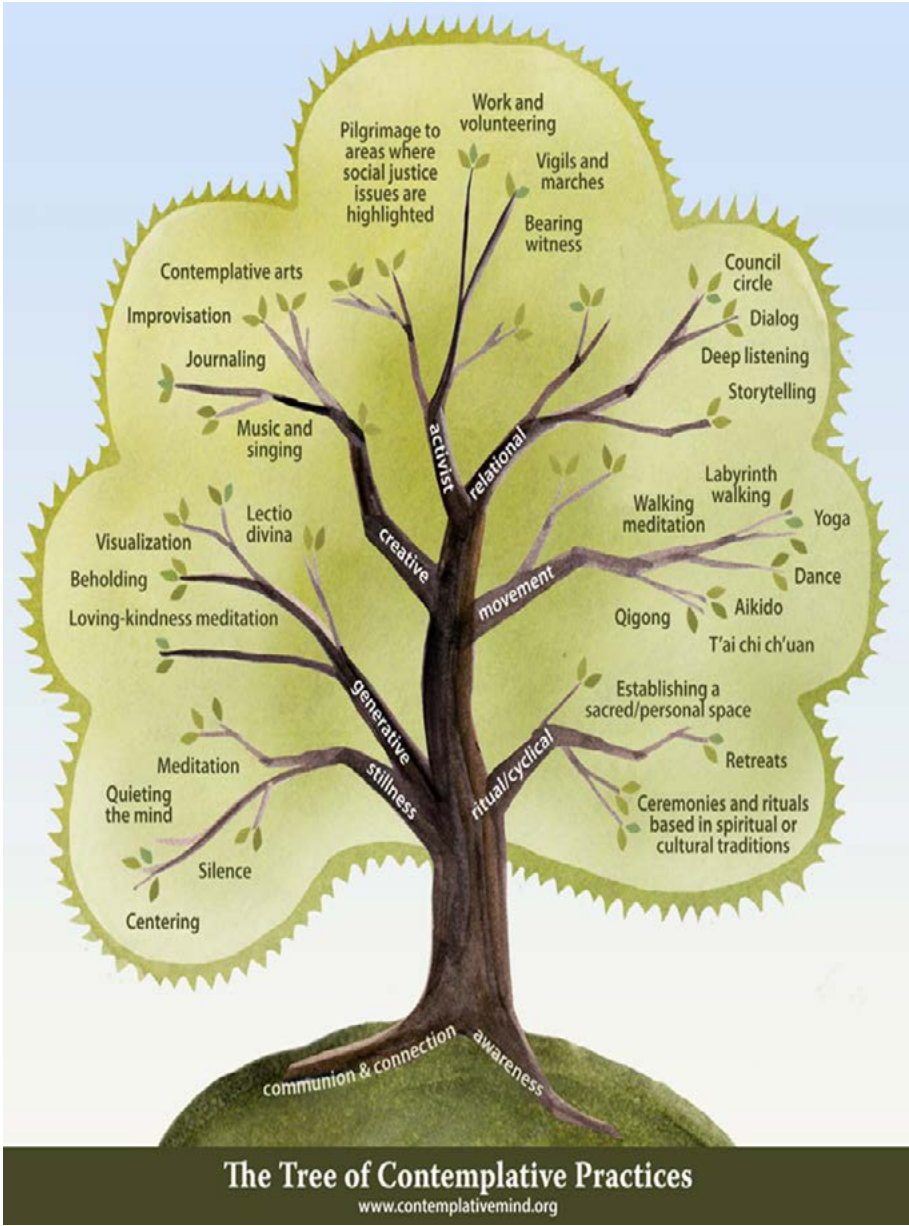 Work and
volunteering
Pilgrimage to
areas where
social justice
issues are
highlighted
Vigils and
marches
Bearing
witness
Contemplative arts
Improvisation
Journaling
Music and
singing
Council
circle
Dialog
Deep listening
Storytelling
activist
relational
creative
movement
Labyrinth
walking
Walking
meditation
Yoga
Dance
Aikido
Qigong
T'ai chi ch'uan
Lectio
divina
Visualization
Beholding
Loving-kindness meditation
generative
stillness
ritual/cyclical
Meditation
Quieting
the mind
Silence
Centering
Establishing a
sacred/personal space
Retreats
Ceremonies and rituals
based in spiritual or
cultural traditions
communion & connection
awareness
The Tree of Contemplative Practices
www.contemplativemind.org